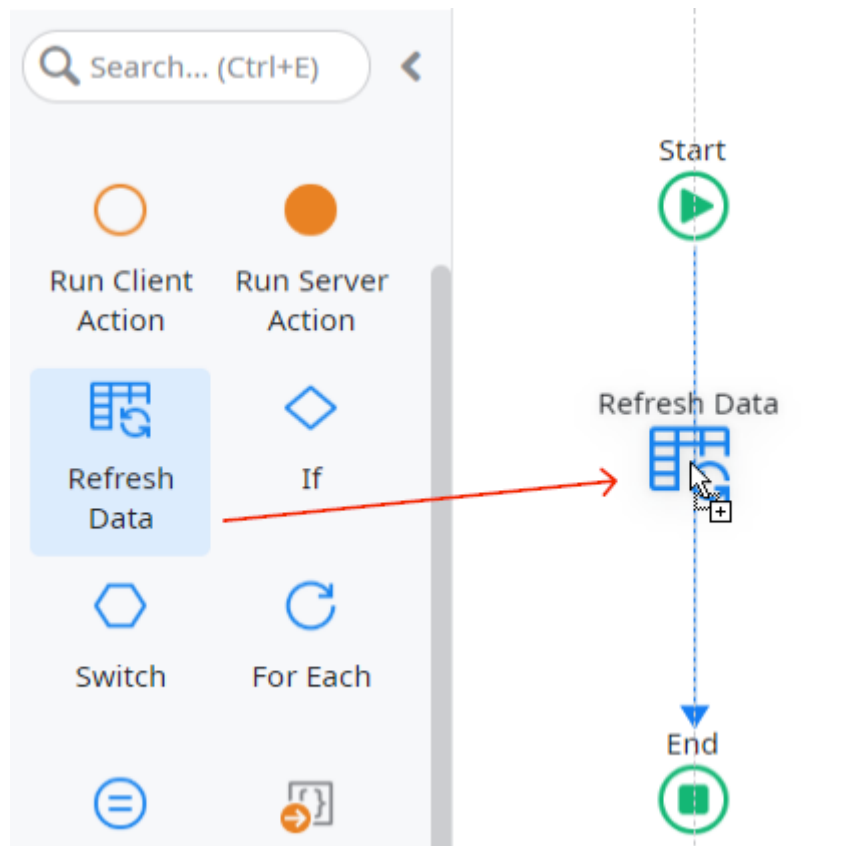 Search... (Ctrl+E)
Run Client
Action
Run Server
Action
Refresh
Data
If
Switch
For Each
{}
Start
Refresh Data
End